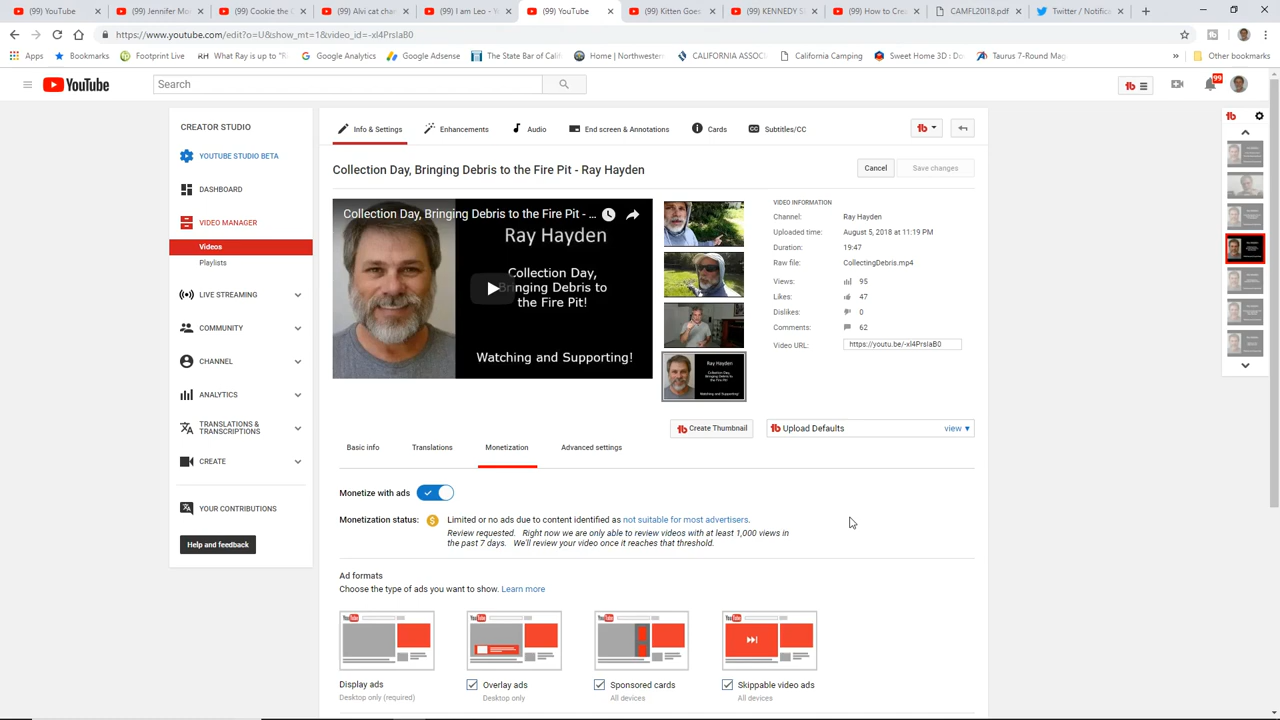 (99) YouTube
(99) Jennifer Mo
(99) Cookie the C
(99) Alvi cat chan
(99) I am Leo - Y
(99) YouTube
(99) Kitten Goes
(99) KENNEDY S
(99) How to Crea
_CAMFLZ0I18.pdf
Twitter / Notifica
https://www.youtube.com/edit?o=U&show_mt=1&video_id=-xl4PrsIaB0
Apps
Bookmarks
Footprint Live
What Ray is up to
Google Analytics
Google Adsense
The State Bar of Cali
Home | Northwester
CALIFORNIA ASSOC
California Camping
Sweet Home 3D : Do
Taurus 7-Round Mag
Other bookmarks
YouTube
Search
99
CREATOR STUDIO
YOUTUBE STUDIO BETA
DASHBOARD
VIDEO MANAGER
Videos
Playlists
LIVE STREAMING
COMMUNITY
CHANNEL
ANALYTICS
TRANSLATIONS &
TRANSCRIPTIONS
CREATE
YOUR CONTRIBUTIONS
Help and feedback
Info & Settings
Enhancements
Audio
End screen & Annotations
Cards
Subtitles/CC
Collection Day, Bringing Debris to the Fire Pit - Ray Hayden
Cancel
Save changes
Collection Day, Bringing Debris to the Fire Pit - ...
Ray Hayden
Collection Day,
Bringing Debris to
the Fire Pit!
Watching and Supporting!
VIDEO INFORMATION
Channel: Ray Hayden
Uploaded time: August 5, 2018 at 11:19 PM
Duration: 19:47
Raw file: CollectingDebris.mp4
Views: 95
Likes: 47
Dislikes: 0
Comments: 62
Video URL: https://youtu.be/-xl4PrsIaB0
Create Thumbnail
Upload Defaults
view ▾
Basic info
Translations
Monetization
Advanced settings
Monetize with ads
Monetization status: Limited or no ads due to content identified as not suitable for most advertisers.
Review requested. Right now we are only able to review videos with at least 1,000 views in
the past 7 days. We'll review your video once it reaches that threshold.
Ad formats
Choose the type of ads you want to show. Learn more
Display ads
Desktop only (required)
Overlay ads
Desktop only
Sponsored cards
All devices
Skippable video ads
All devices